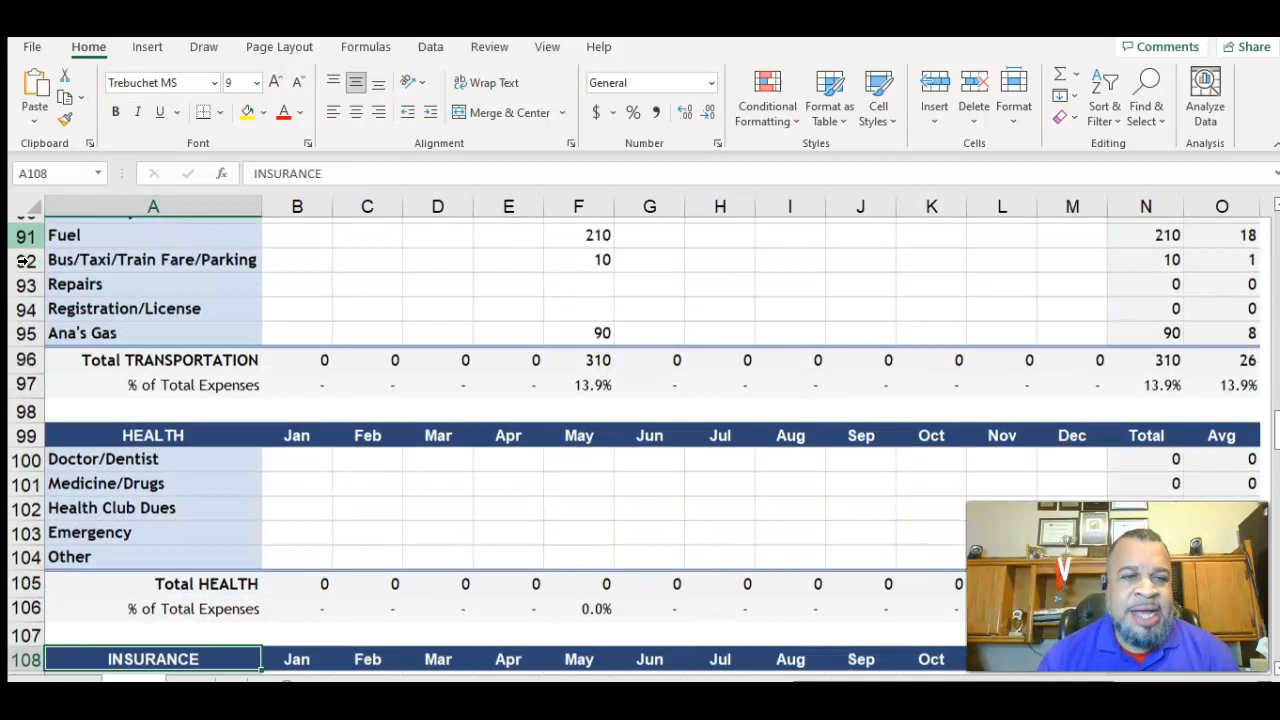 File Home Insert Draw Page Layout Formulas Data Review View Help Comments Share
Trebuchet MS 9 A A Wrap Text General Σ
Paste B I U A Merge & Center $ % Conditional Formatting Format as Table Cell Styles Insert Delete Format Sort & Filter Find & Select Analyze Data
Clipboard Font Alignment Number Styles Cells Editing Analysis
A108 fx INSURANCE
A B C D E F G H I J K L M N O
91 Fuel 210 210 18
92 Bus/Taxi/Train Fare/Parking 10 10 1
93 Repairs 0 0
94 Registration/License 0 0
95 Ana's Gas 90 90 8
96 Total TRANSPORTATION 0 0 0 0 310 0 0 0 0 0 0 0 310 26
97 % of Total Expenses - - - - 13.9% - - - - - - - 13.9% 13.9%
98
99 HEALTH Jan Feb Mar Apr May Jun Jul Aug Sep Oct Nov Dec Total Avg
100 Doctor/Dentist 0 0
101 Medicine/Drugs 0 0
102 Health Club Dues
103 Emergency
104 Other
105 Total HEALTH 0 0 0 0 0 0 0 0 0 0
106 % of Total Expenses - - - - 0.0% - - - - -
107
108 INSURANCE Jan Feb Mar Apr May Jun Jul Aug Sep Oct